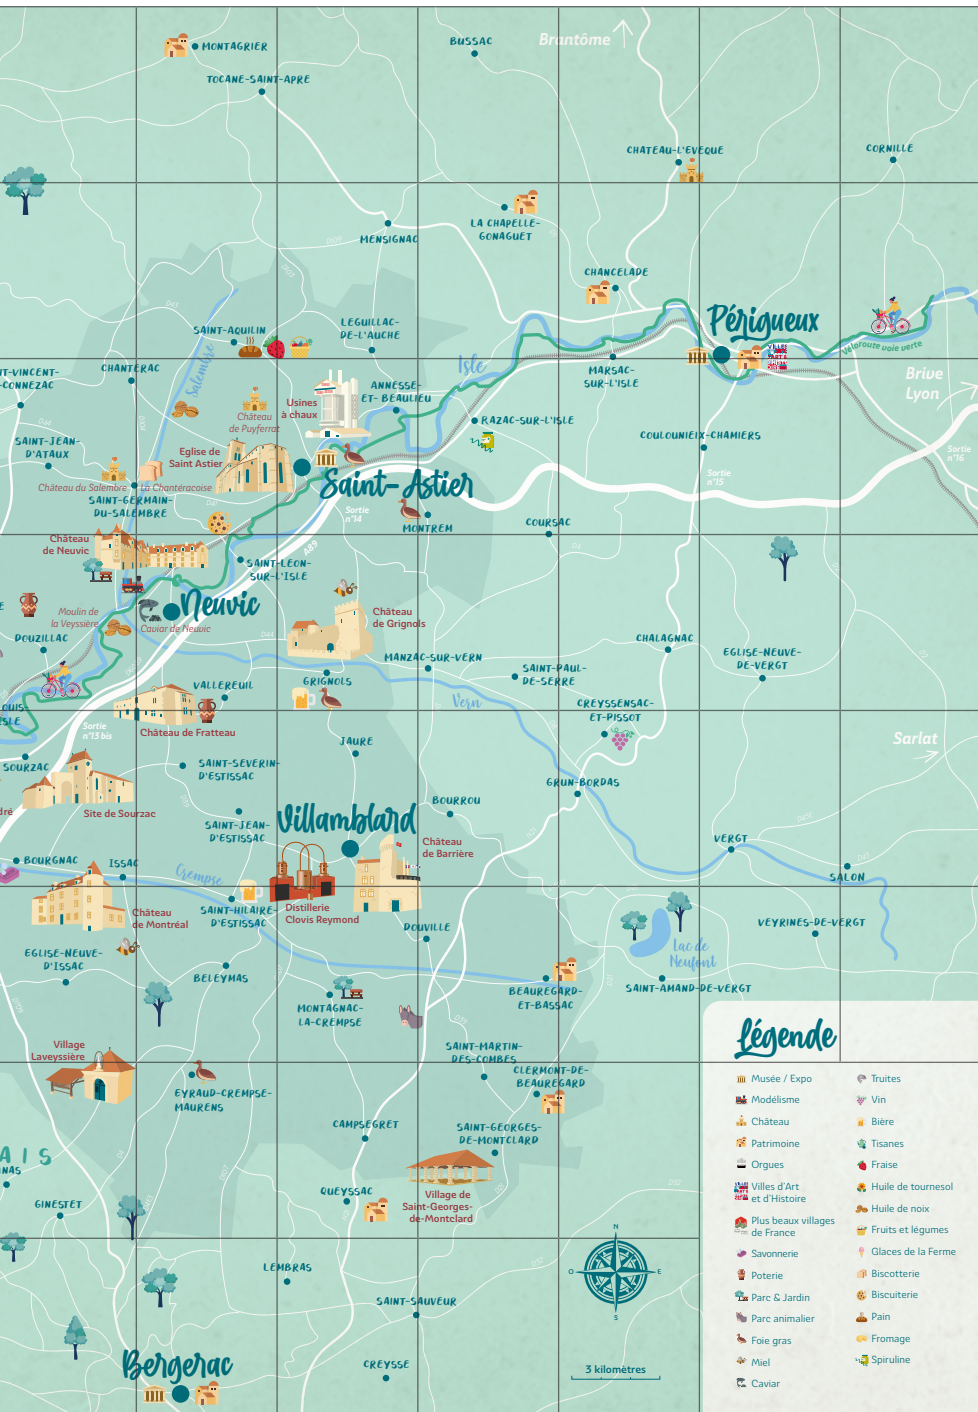 MONTAGRIER
BUSSAC
Brantôme
TOCANE-SAINT-APRE
CHATEAU-L'EVEQUE
CORNILLE
LA CHAPELLE-
GONAGUET
MENSIGNAC
CHANCELADE
Périgueux
Véloroute voie verte
SAINT-AQUILIN
LEGUILLAC-
DE-L'AUCHE
Salembre
Isle
MARSAC-
SUR-L'ISLE
Brive
Lyon
NT-VINCENT-
-CONNEZAC
CHANTERAC
Château
de Puyferrat
Usines
à chaux
ANNESSE-
ET- BEAULIEU
RAZAC-SUR-L'ISLE
COULOUNIEIX-CHAMIERS
SAINT-JEAN-
D'ATAUX
Eglise de
Saint Astier
Sortie
n°16
Sortie
n°15
Château du Salembre
La Chantéracoise
Saint-Astier
SAINT-GERMAIN-
DU-SALEMBRE
Sortie
n°14
MONTREM
COURSAC
Château
de Neuvic
A89
SAINT-LEON-
SUR-L'ISLE
Neuvic
Moulin de
la Veyssière
Caviar de Neuvic
Château
de Grignols
DOUZILLAC
D44
MANZAC-SUR-VERN
CHALAGNAC
EGLISE-NEUVE-
DE-VERGT
SAINT-PAUL-
DE-SERRE
VALLEREUIL
GRIGNOLS
Vern
CREYSSENSAC-
ET-PISSOT
OUIS-
ISLE
Sortie
n°13 bis
Château de Fratteau
JAURE
Sarlat
SOURZAC
SAINT-SEVERIN-
D'ESTISSAC
GRUN-BORDAS
dré
Site de Sourzac
SAINT-JEAN-
D'ESTISSAC
Villamblard
BOURROU
Château
de Barrière
VERGT
BOURGNAC
ISSAC
Crempse
SALON
SAINT-HILAIRE-
D'ESTISSAC
Distillerie
Clovis Reymond
Château
de Montréal
DOUVILLE
VEYRINES-DE-VERGT
Lac de
Neufont
EGLISE-NEUVE-
D'ISSAC
BELEYMAS
BEAUREGARD-
ET-BASSAC
SAINT-AMAND-DE-VERGT
MONTAGNAC-
LA-CREMPSE
Village
Laveyssière
SAINT-MARTIN-
DES-COMBES
CLERMONT-DE-
BEAUREGARD
EYRAUD-CREMPSE-
MAURENS
CAMPSEGRET
SAINT-GEORGES-
DE-MONTCLARD
AIS
NAS
QUEYSSAC
Village de
Saint-Georges-
de-Montclard
GINESTET
LEMBRAS
SAINT-SAUVEUR
N
O
E
S
Bergerac
CREYSSE
3 kilomètres
Légende
Musée / Expo
Modélisme
Château
Patrimoine
Orgues
Villes d'Art
et d'Histoire
Plus beaux villages
de France
Savonnerie
Poterie
Parc & Jardin
Parc animalier
Foie gras
Miel
Caviar
Truites
Vin
Bière
Tisanes
Fraise
Huile de tournesol
Huile de noix
Fruits et légumes
Glaces de la Ferme
Biscotterie
Biscuiterie
Pain
Fromage
Spiruline